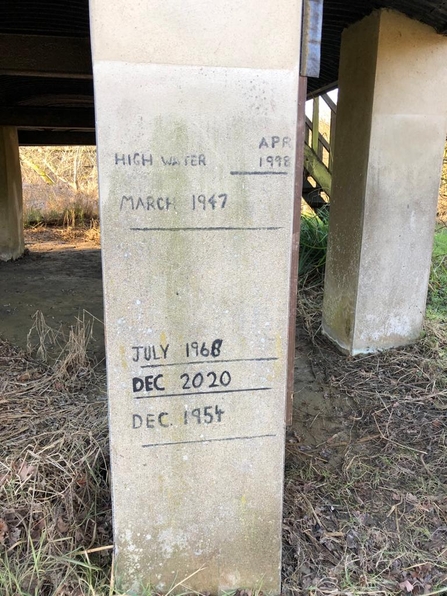 APR
HIGH WATER 1998
MARCH 1947
JULY 1968
DEC 2020
DEC. 1954